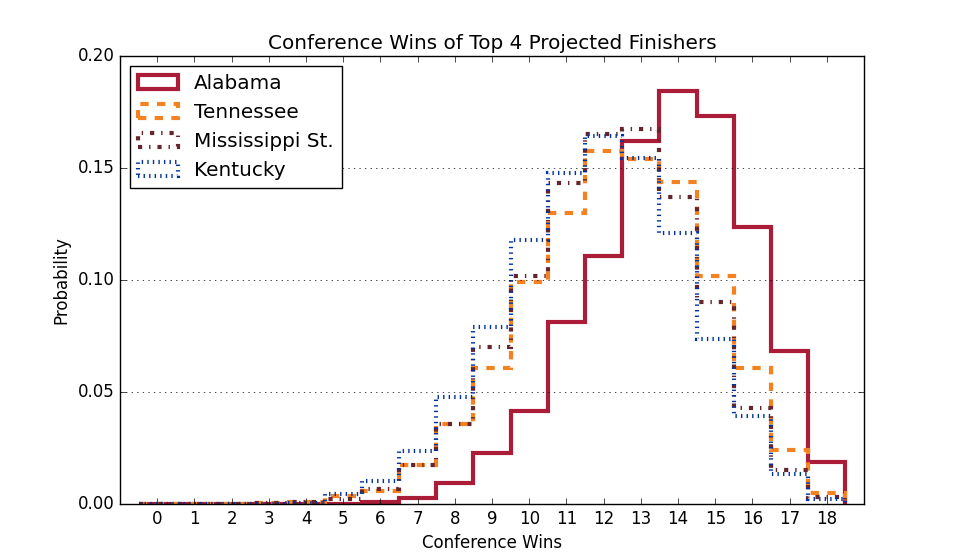 Conference Wins of Top 4 Projected Finishers
0.20
0.15
0.10
0.05
0.00
Probability
Alabama
Tennessee
Mississippi St.
Kentucky
0 1 2 3 4 5 6 7 8 9 10 11 12 13 14 15 16 17 18
Conference Wins